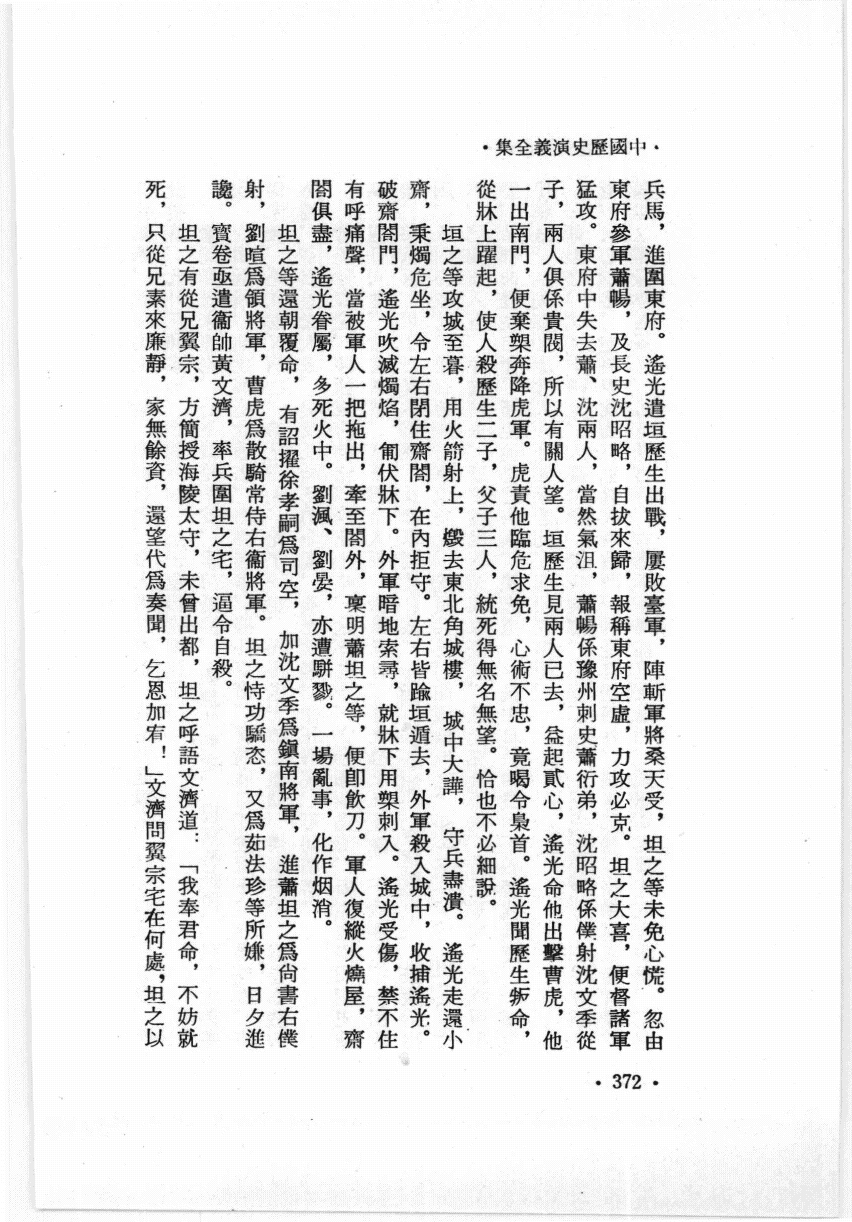 ·中國歷史演義全集·
兵馬，進圍東府。遙光遣垣歷生出戰，屢敗臺軍，陣斬軍將桑天受，坦之等未免心慌。忽由
東府參軍蕭暢，及長史沈昭略，自拔來歸，報稱東府空虛，力攻必克。坦之大喜，便督諸軍
猛攻。東府中失去蕭、沈兩人，當然氣沮，蕭暢係豫州刺史蕭衍弟，沈昭略係僕射沈文季從
子，兩人俱係貴閥，所以有關人望。垣歷生見兩人已去，益起貳心，遙光命他出擊曹虎，他
一出南門，便棄槊奔降虎軍。虎責他臨危求免，心術不忠，竟喝令梟首。遙光聞歷生叛命，
從牀上躍起，使人殺歷生二子，父子三人，統死得無名無望。恰也不必細說。
垣之等攻城至暮，用火箭射上，燬去東北角城樓，城中大譁，守兵盡潰。遙光走還小
齋，秉燭危坐，令左右閉住齋閤，在內拒守。左右皆踰垣遁去，外軍殺入城中，收捕遙光。
破齋閤門，遙光吹滅燭焰，匍伏牀下。外軍暗地索尋，就牀下用槊刺入。遙光受傷，禁不住
有呼痛聲，當被軍人一把拖出，牽至閤外，稟明蕭坦之等，便卽飲刀。軍人復縱火燒屋，齋
閤俱盡，遙光眷屬，多死火中。劉渢、劉晏，亦遭駢戮。一場亂事，化作烟消。
坦之等還朝覆命，有詔擢徐孝嗣爲司空，加沈文季爲鎭南將軍，進蕭坦之爲尙書右僕
射，劉暄爲領將軍，曹虎爲散騎常侍右衞將軍。坦之恃功驕恣，又爲茹法珍等所嫌，日夕進
讒。寶卷亟遣衞帥黃文濟，率兵圍坦之宅，逼令自殺。
坦之有從兄翼宗，方簡授海陵太守，未曾出都，坦之呼語文濟道：「我奉君命，不妨就
死，只從兄素來廉靜，家無餘資，還望代爲奏聞，乞恩加宥！」文濟問翼宗宅在何處，坦之以
·372·